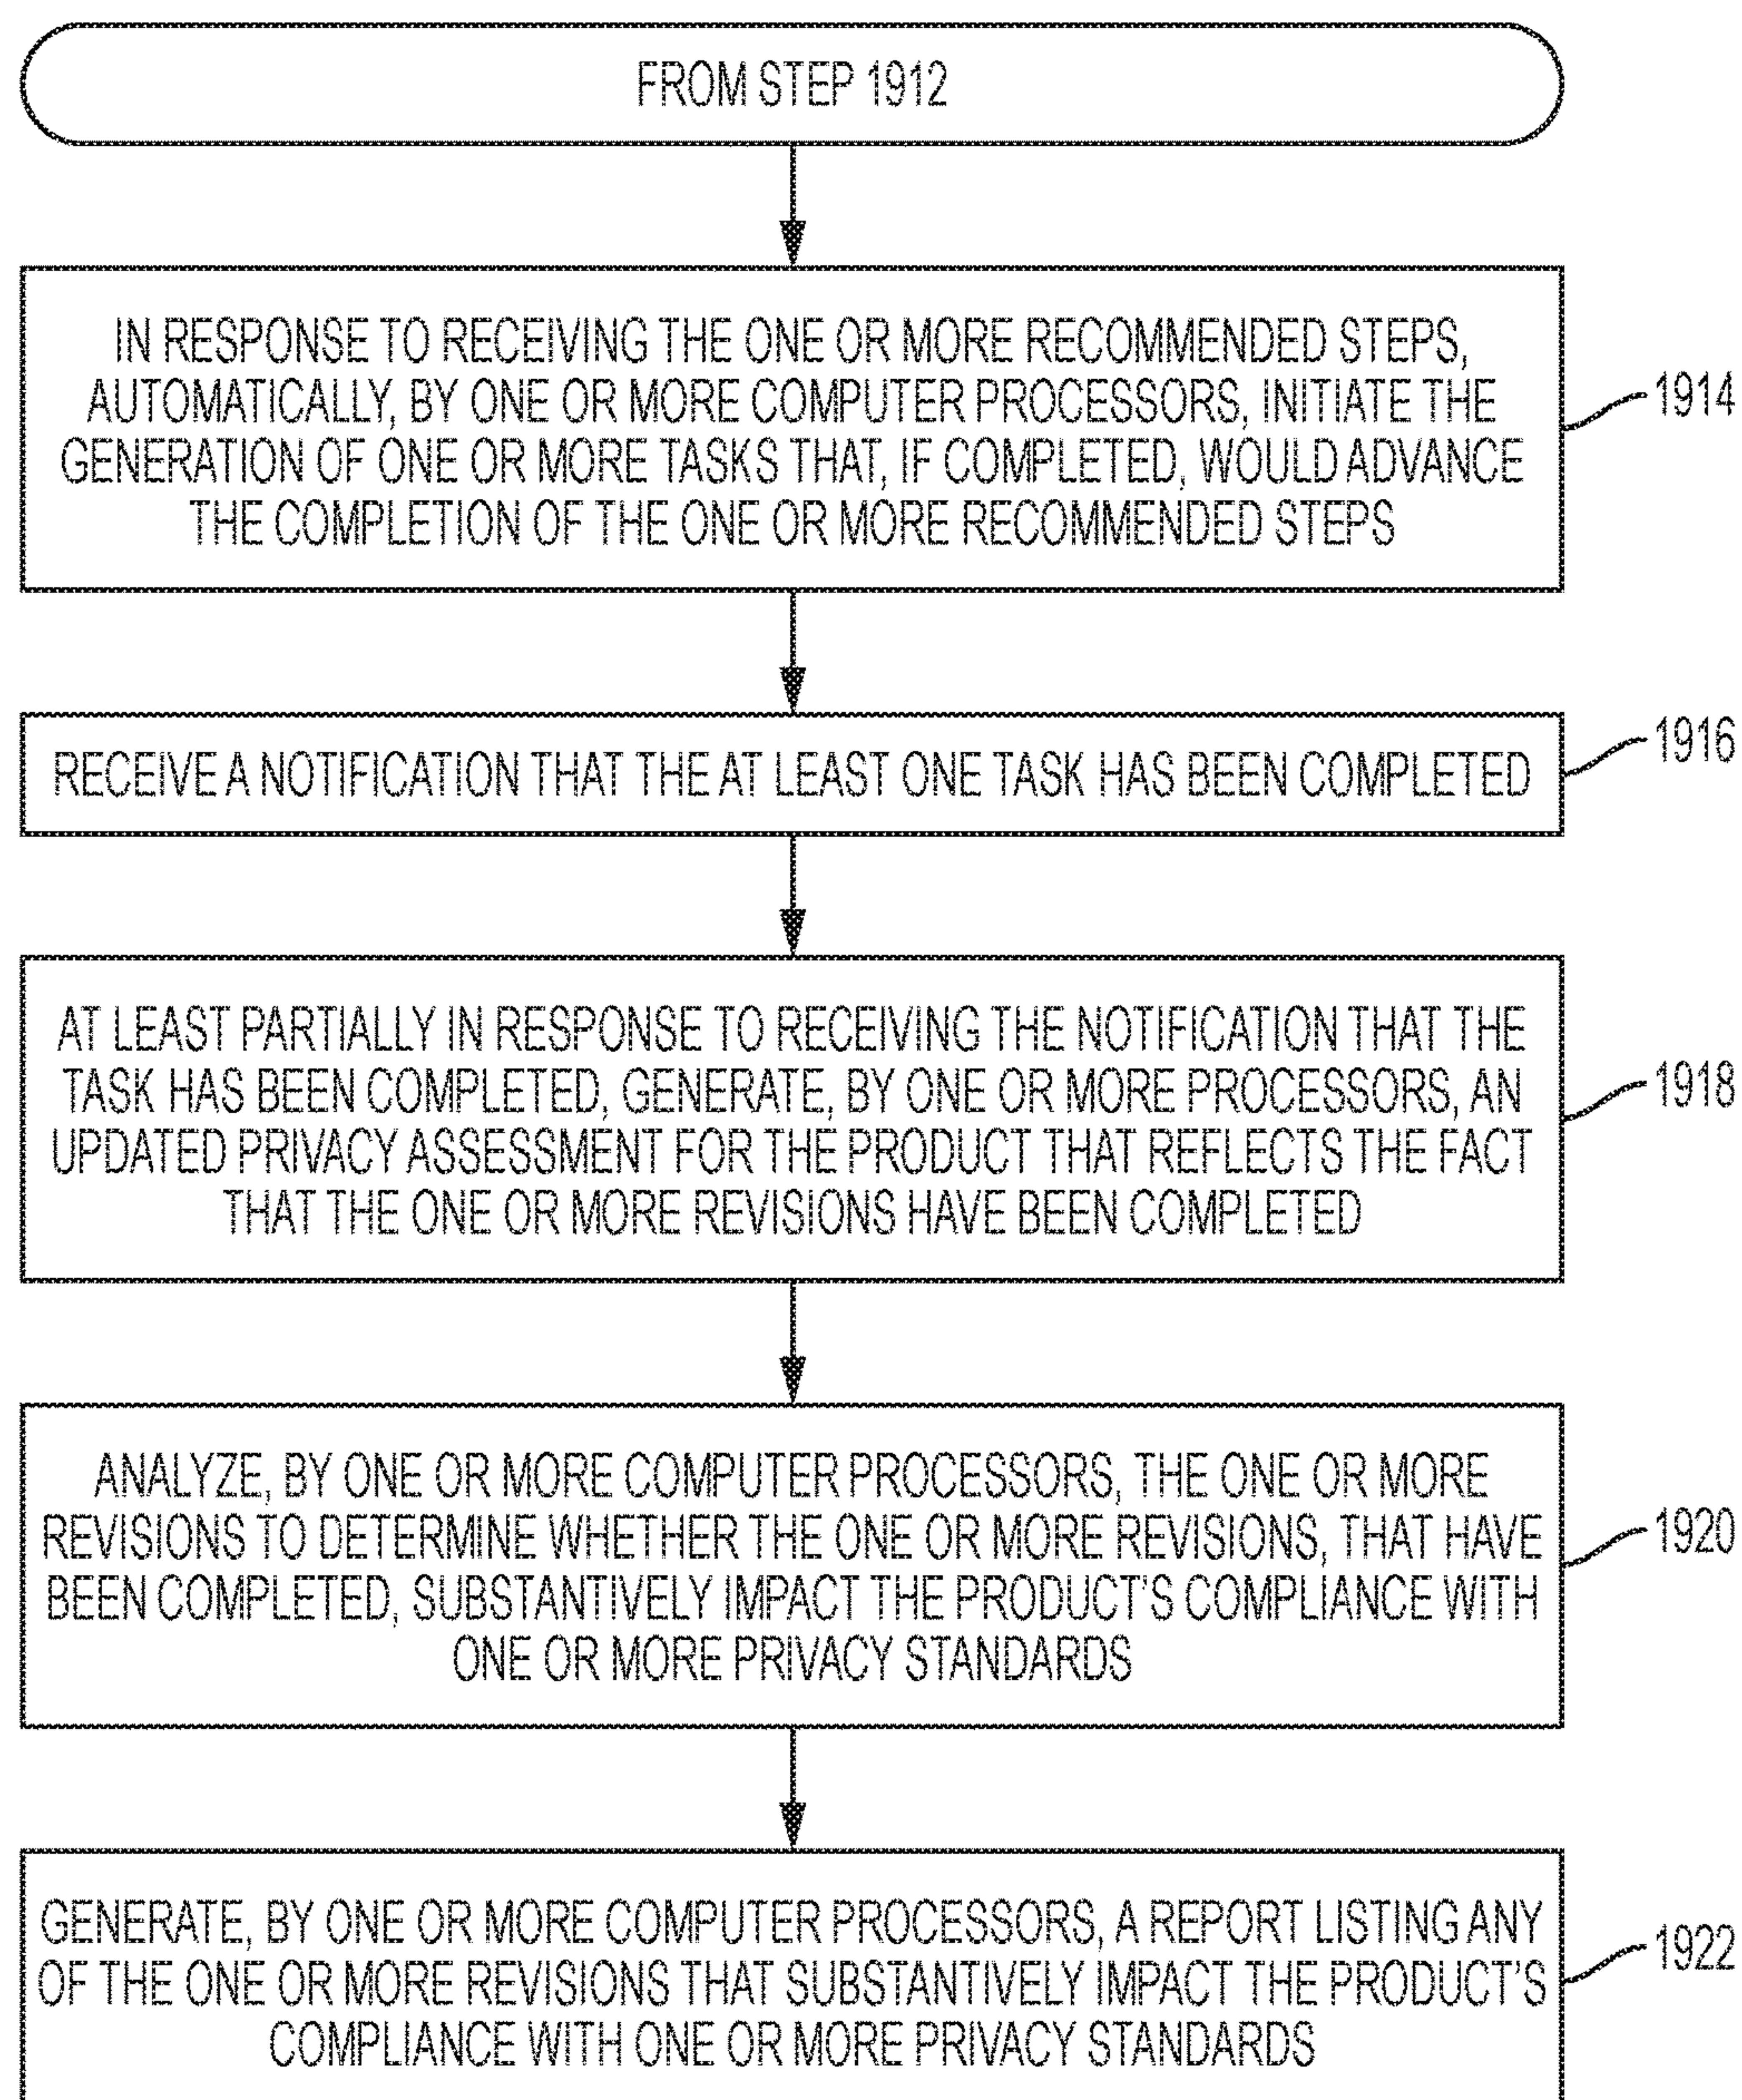 FROM STEP 1912
IN RESPONSE TO RECEIVING THE ONE OR MORE RECOMMENDED STEPS,
AUTOMATICALLY, BY ONE OR MORE COMPUTER PROCESSORS, INITIATE THE
GENERATION OF ONE OR MORE TASKS THAT, IF COMPLETED, WOULD ADVANCE
THE COMPLETION OF THE ONE OR MORE RECOMMENDED STEPS
1914
RECEIVE A NOTIFICATION THAT THE AT LEAST ONE TASK HAS BEEN COMPLETED
1916
AT LEAST PARTIALLY IN RESPONSE TO RECEIVING THE NOTIFICATION THAT THE
TASK HAS BEEN COMPLETED, GENERATE, BY ONE OR MORE PROCESSORS, AN
UPDATED PRIVACY ASSESSMENT FOR THE PRODUCT THAT REFLECTS THE FACT
THAT THE ONE OR MORE REVISIONS HAVE BEEN COMPLETED
1918
ANALYZE, BY ONE OR MORE COMPUTER PROCESSORS, THE ONE OR MORE
REVISIONS TO DETERMINE WHETHER THE ONE OR MORE REVISIONS, THAT HAVE
BEEN COMPLETED, SUBSTANTIVELY IMPACT THE PRODUCT'S COMPLIANCE WITH
ONE OR MORE PRIVACY STANDARDS
1920
GENERATE, BY ONE OR MORE COMPUTER PROCESSORS, A REPORT LISTING ANY
OF THE ONE OR MORE REVISIONS THAT SUBSTANTIVELY IMPACT THE PRODUCT'S
COMPLIANCE WITH ONE OR MORE PRIVACY STANDARDS
1922